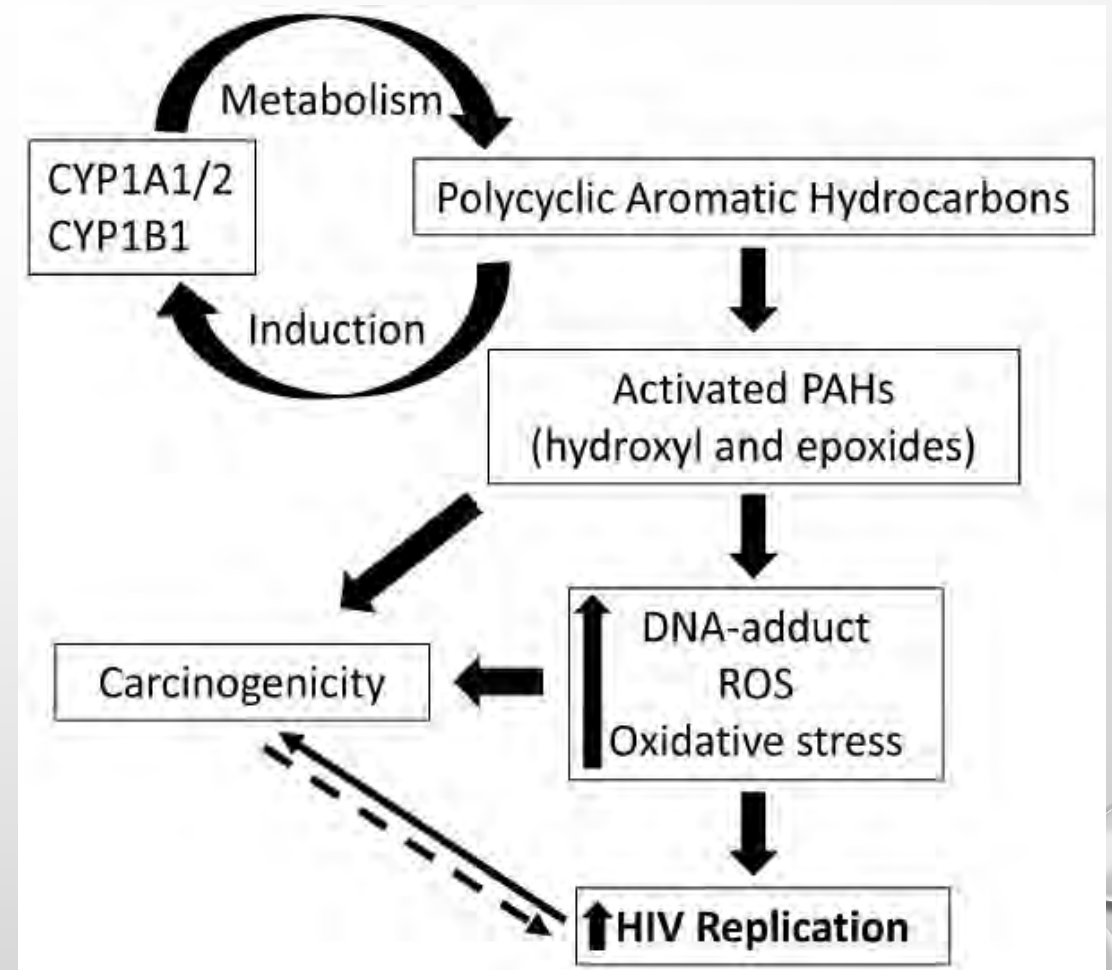 Metabolism
CYP1A1/2
CYP1B1
Polycyclic Aromatic Hydrocarbons
Induction
Activated PAHs
(hydroxyl and epoxides)
DNA-adduct
ROS
Oxidative stress
Carcinogenicity
HIV Replication